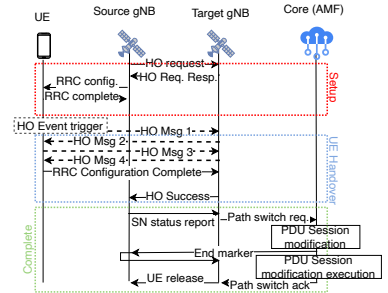 UE
Source gNB
Target gNB
Core (AMF)
HO request
HO Req. Resp.
RRC config.
RRC complete
Setup
HO Event trigger
HO Msg 1
HO Msg 2
HO Msg 3
HO Msg 4
RRC Configuration Complete
UE Handover
HO Success
SN status report
Path switch req.
PDU Session
modification
End marker
PDU Session
modification execution
UE release
Path switch ack
Complete